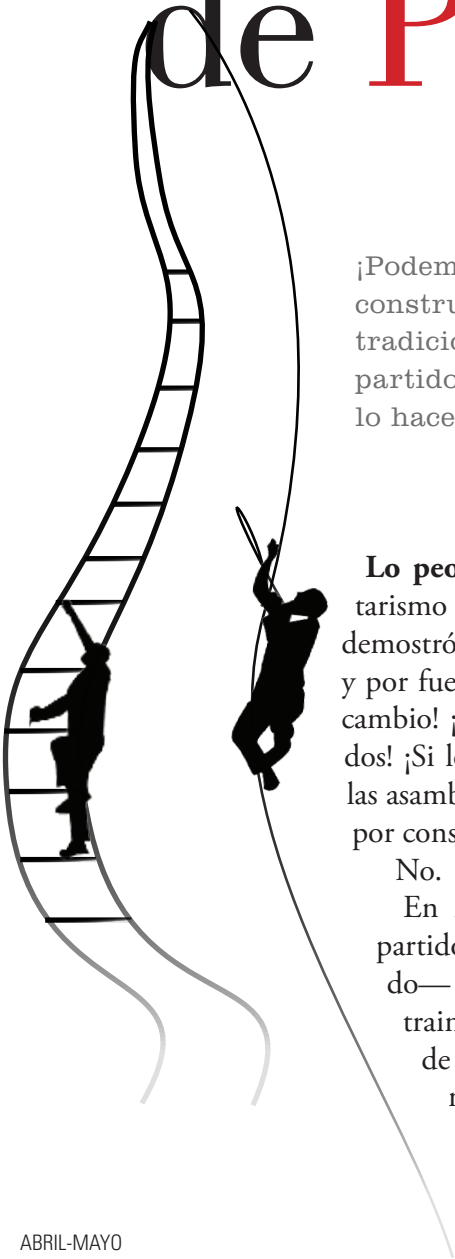 de P
¡Podem
constru
tradicio
partido
lo hace
Lo peo
tarismo
demostró
y por fue
cambio! ¡
dos! ¡Si l
las asamb
por cons
No.
En
partido
do—
train
de
ABRIL-MAYO